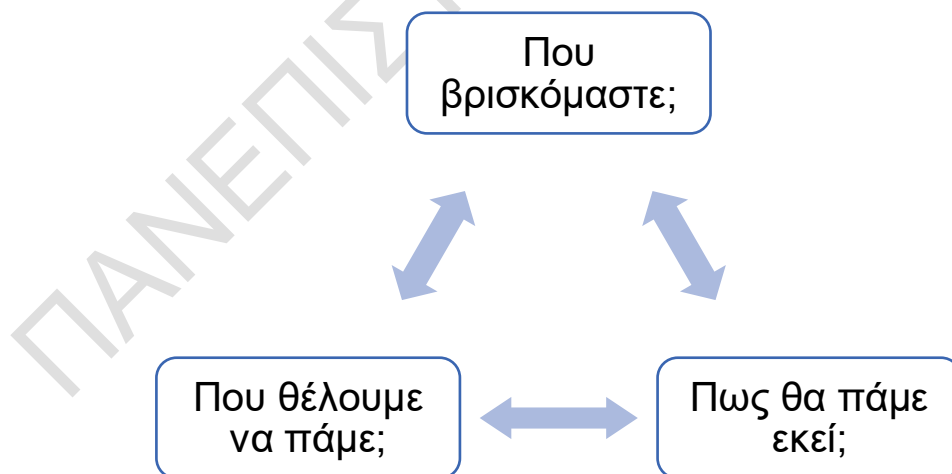 Που
βρισκόμαστε;
Που θέλουμε
να πάμε;
Πως θα πάμε
εκεί;